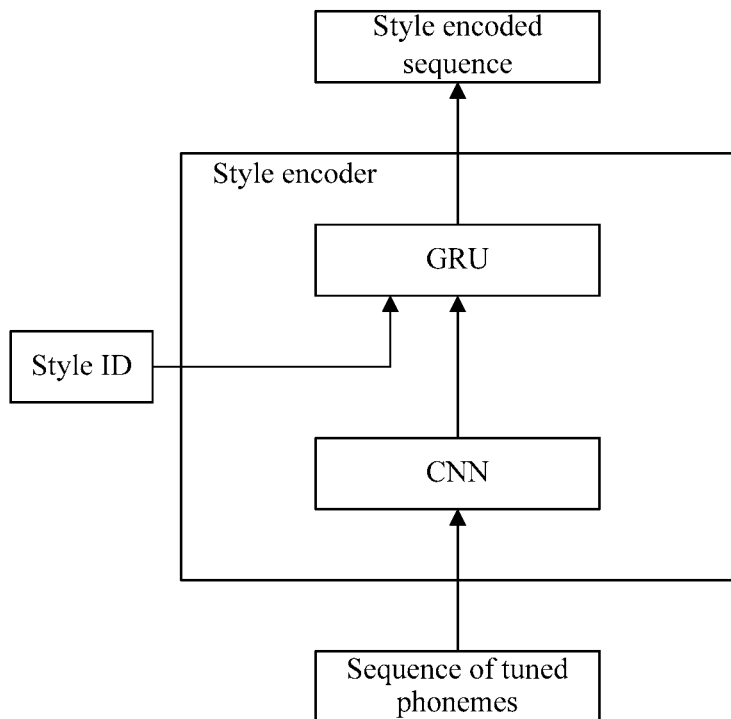 Style encoded
sequence
Style encoder
GRU
Style ID
CNN
Sequence of tuned
phonemes